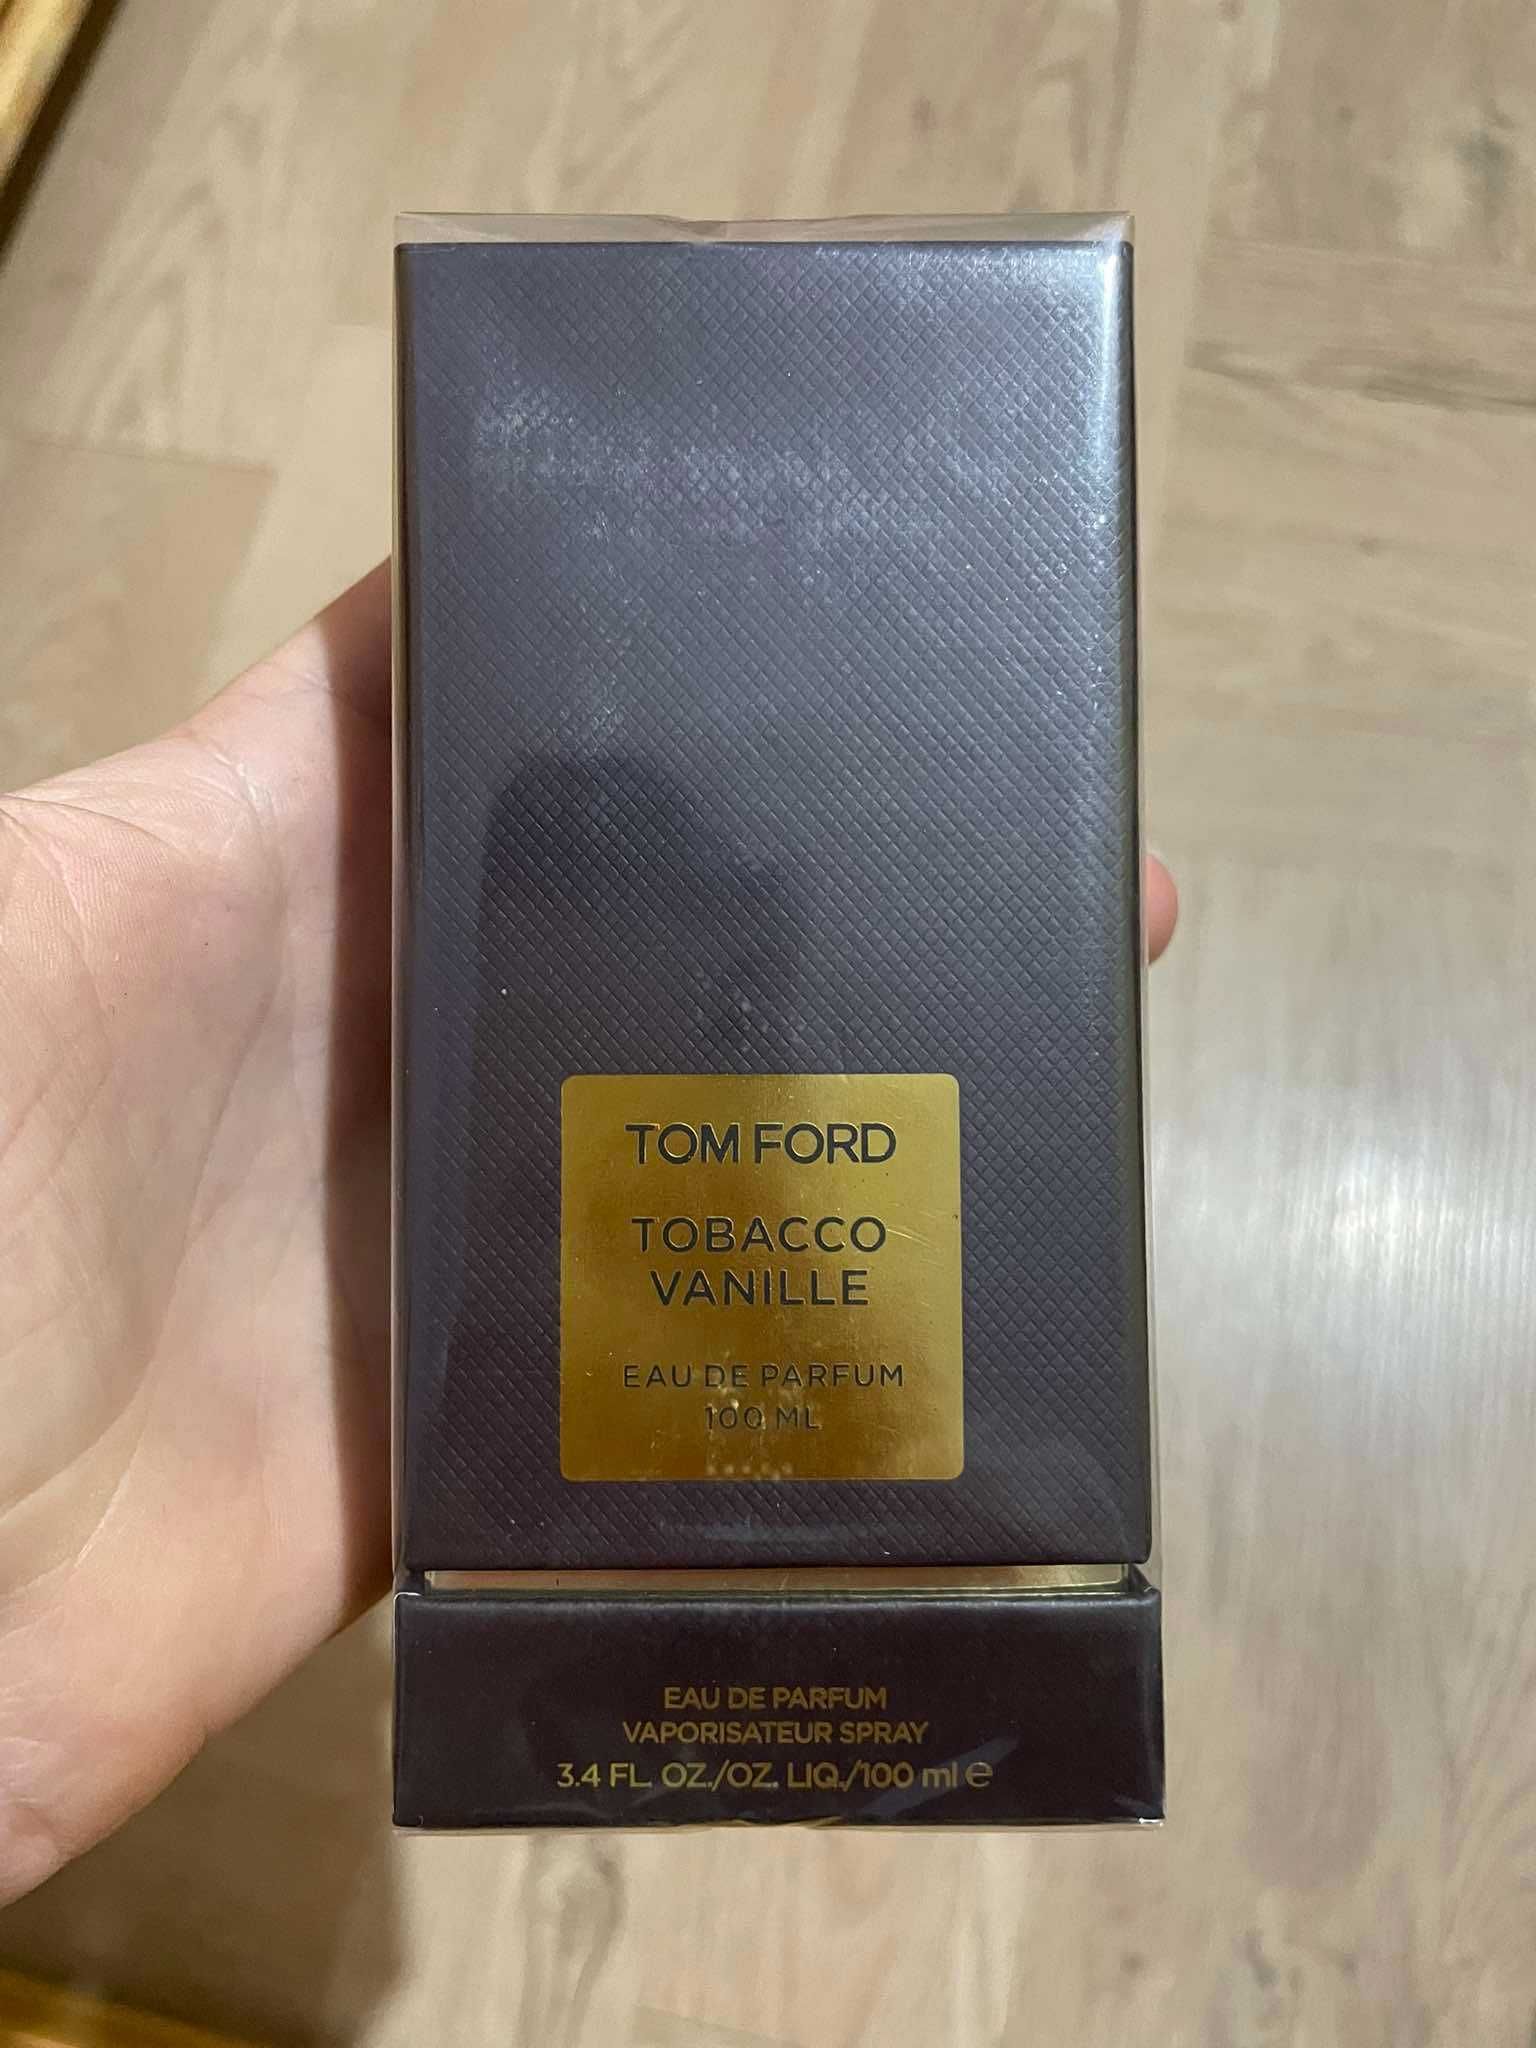 TOM FORD
TOBACCO
VANILLE
EAU DE PARFUM
100 ML
EAU DE PARFUM
VAPORISATEUR SPRAY
3.4 FL. OZ./OZ. LIQ./100 ml ℮